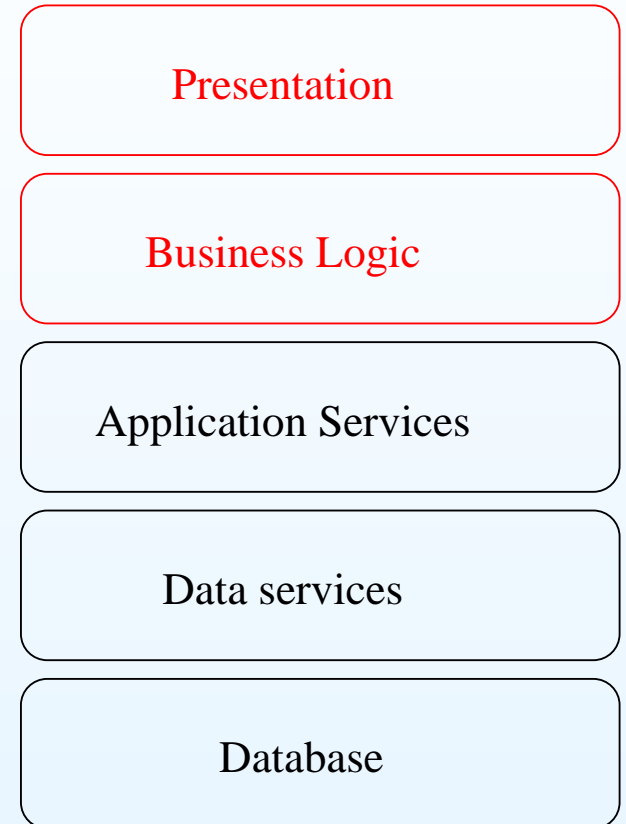 Presentation
Business Logic
Application Services
Data services
Database